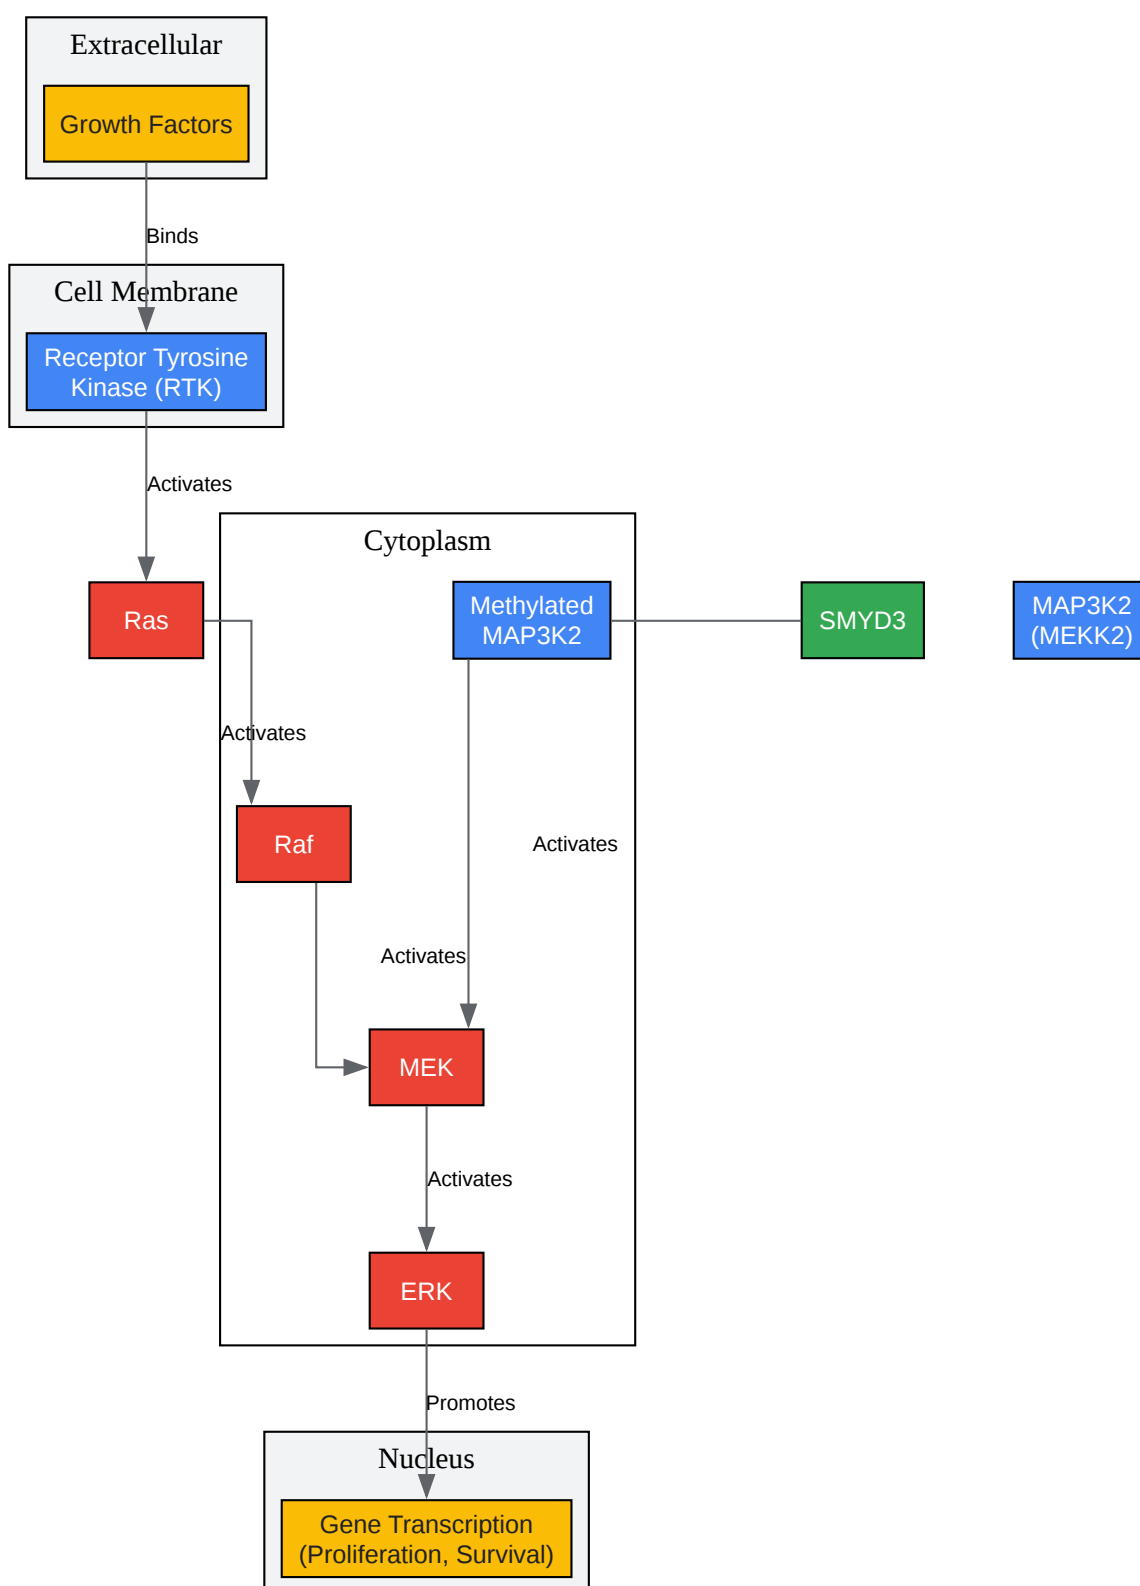 Extracellular
Growth Factors
Binds
Cell Membrane
Receptor Tyrosine
Kinase (RTK)
Activates
Cytoplasm
Ras
Methylated
MAP3K2
SMYD3
MAP3K2
(MEKK2)
Activates
Raf
Activates
Activates
MEK
Activates
ERK
Promotes
Nucleus
Gene Transcription
(Proliferation, Survival)